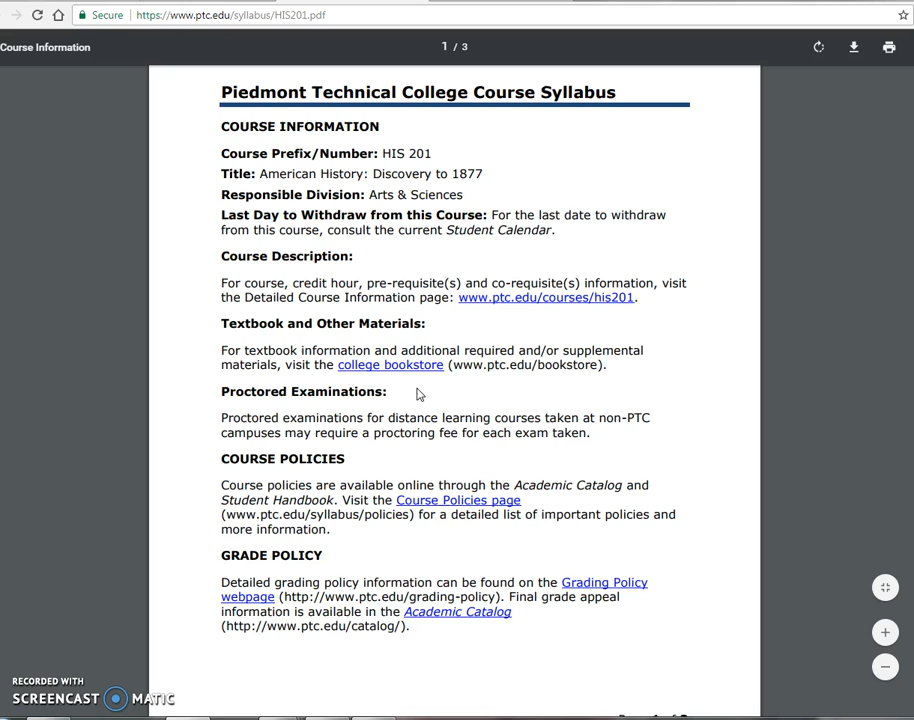 Secure
https://www.ptc.edu/syllabus/HIS201.pdf
Course Information
1 / 3
Piedmont Technical College Course Syllabus
COURSE INFORMATION
Course Prefix/Number: HIS 201
Title: American History: Discovery to 1877
Responsible Division: Arts & Sciences
Last Day to Withdraw from this Course: For the last date to withdraw
from this course, consult the current Student Calendar.
Course Description:
For course, credit hour, pre-requisite(s) and co-requisite(s) information, visit
the Detailed Course Information page: www.ptc.edu/courses/his201.
Textbook and Other Materials:
For textbook information and additional required and/or supplemental
materials, visit the college bookstore (www.ptc.edu/bookstore).
Proctored Examinations:
Proctored examinations for distance learning courses taken at non-PTC
campuses may require a proctoring fee for each exam taken.
COURSE POLICIES
Course policies are available online through the Academic Catalog and
Student Handbook. Visit the Course Policies page
(www.ptc.edu/syllabus/policies) for a detailed list of important policies and
more information.
GRADE POLICY
Detailed grading policy information can be found on the Grading Policy
webpage (http://www.ptc.edu/grading-policy). Final grade appeal
information is available in the Academic Catalog
(http://www.ptc.edu/catalog/).
RECORDED WITH
SCREENCAST MATIC